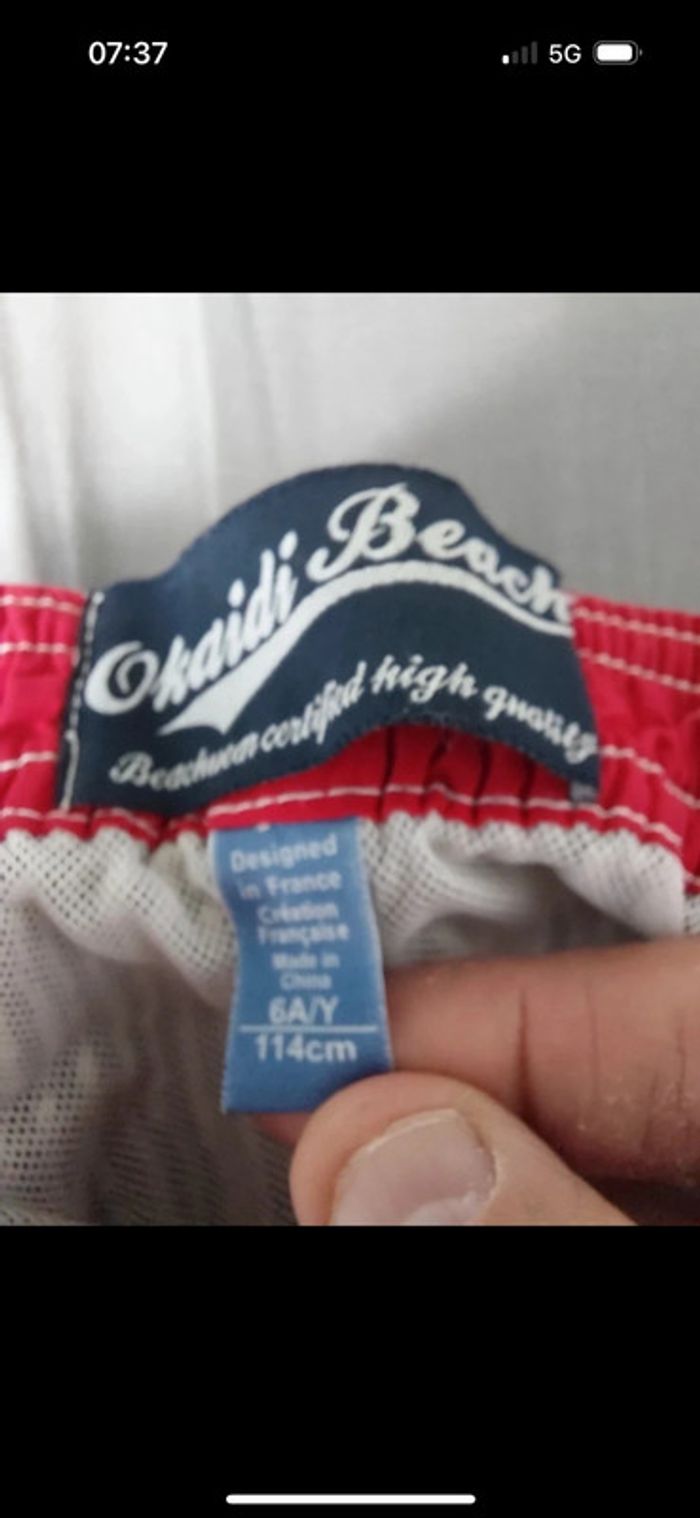 07:37
5G
Okaidi Beach
Beachwear certified high quality
Designed
in France
Création
Française
Made in
China
6A/Y
114cm